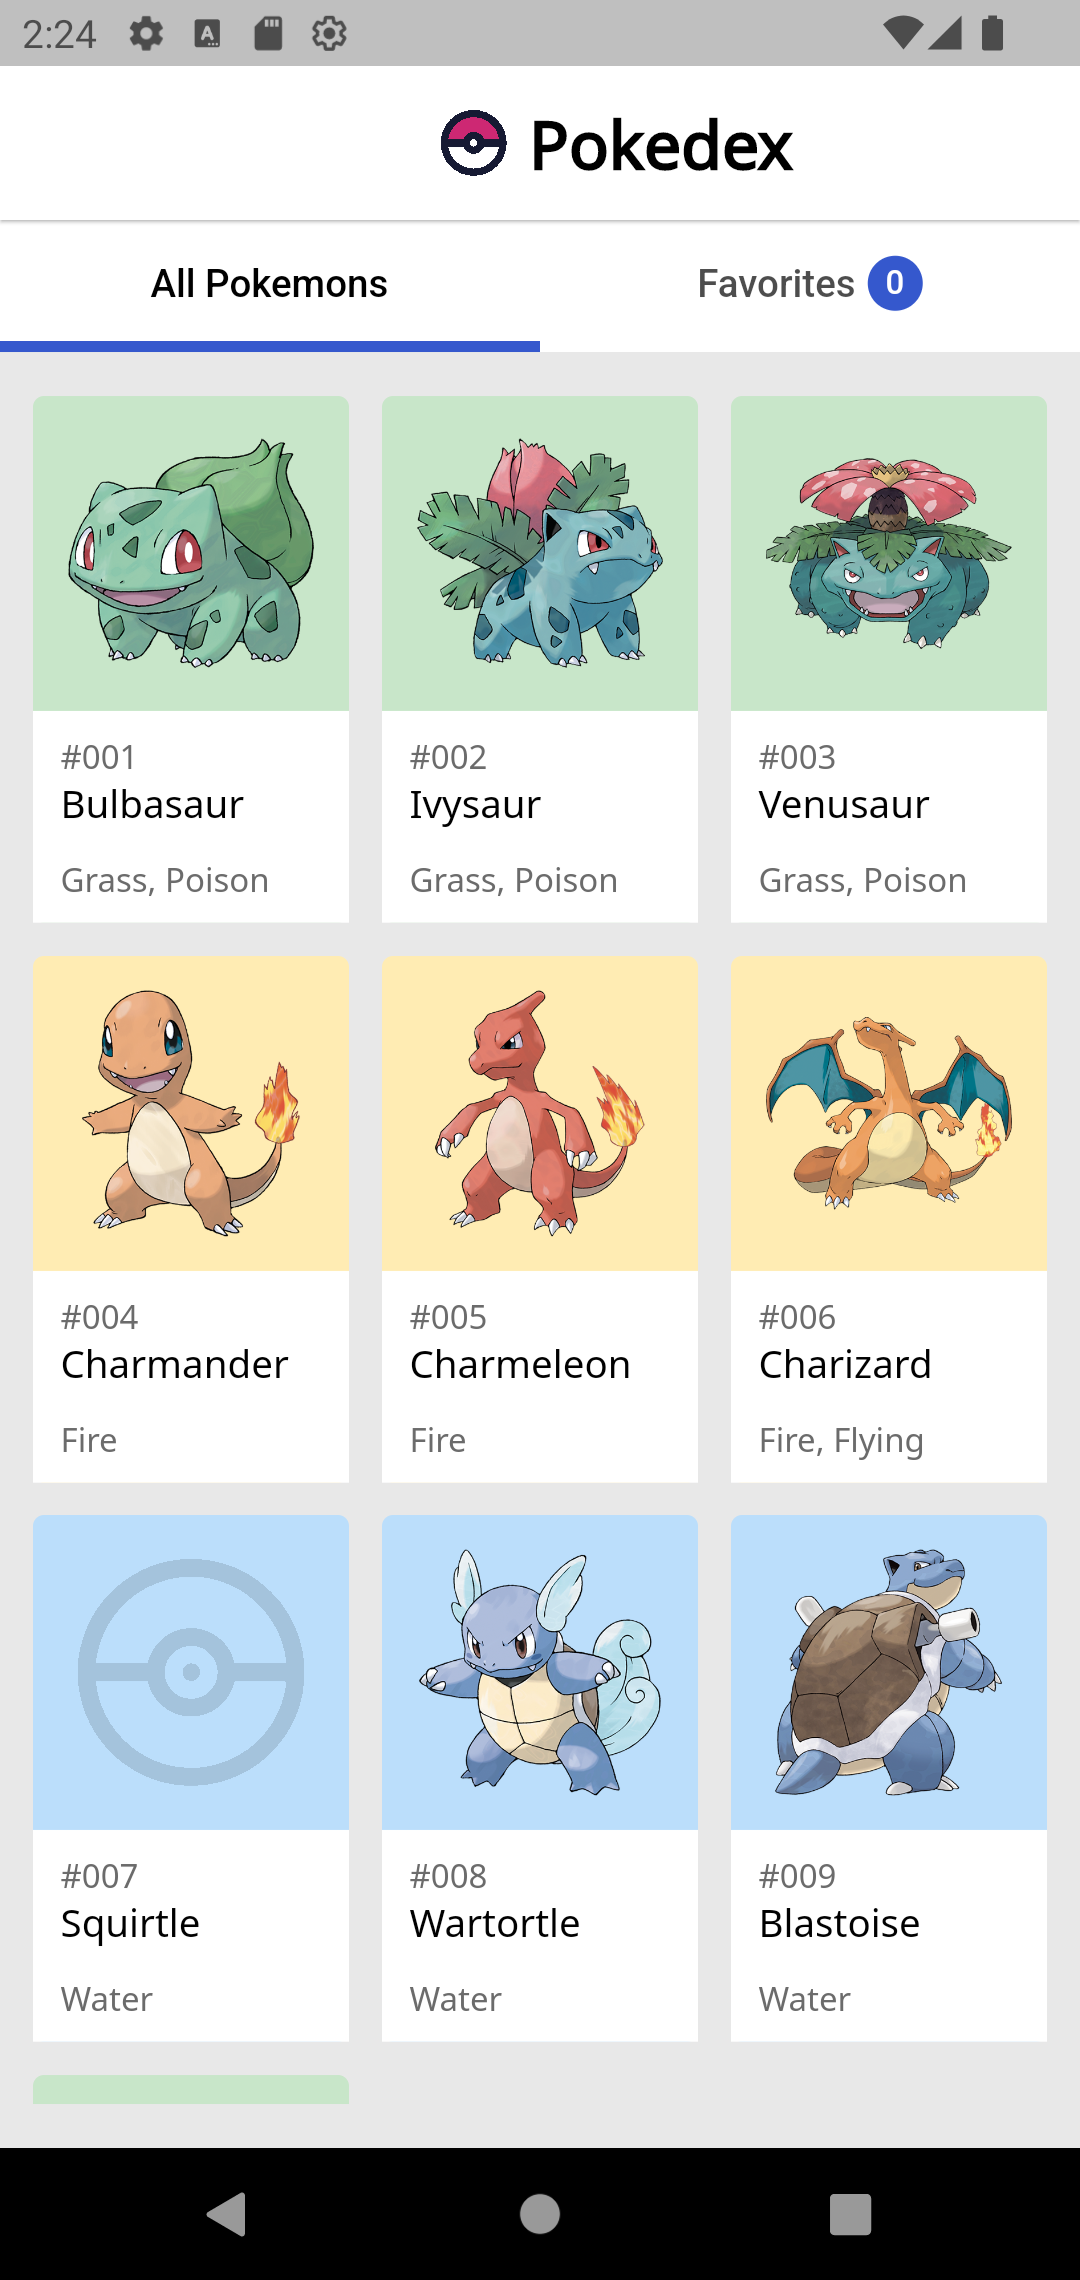 2:24
Pokedex
All Pokemons
Favorites 0
#001
Bulbasaur
Grass, Poison
#002
Ivysaur
Grass, Poison
#003
Venusaur
Grass, Poison
#004
Charmander
Fire
#005
Charmeleon
Fire
#006
Charizard
Fire, Flying
#007
Squirtle
Water
#008
Wartortle
Water
#009
Blastoise
Water